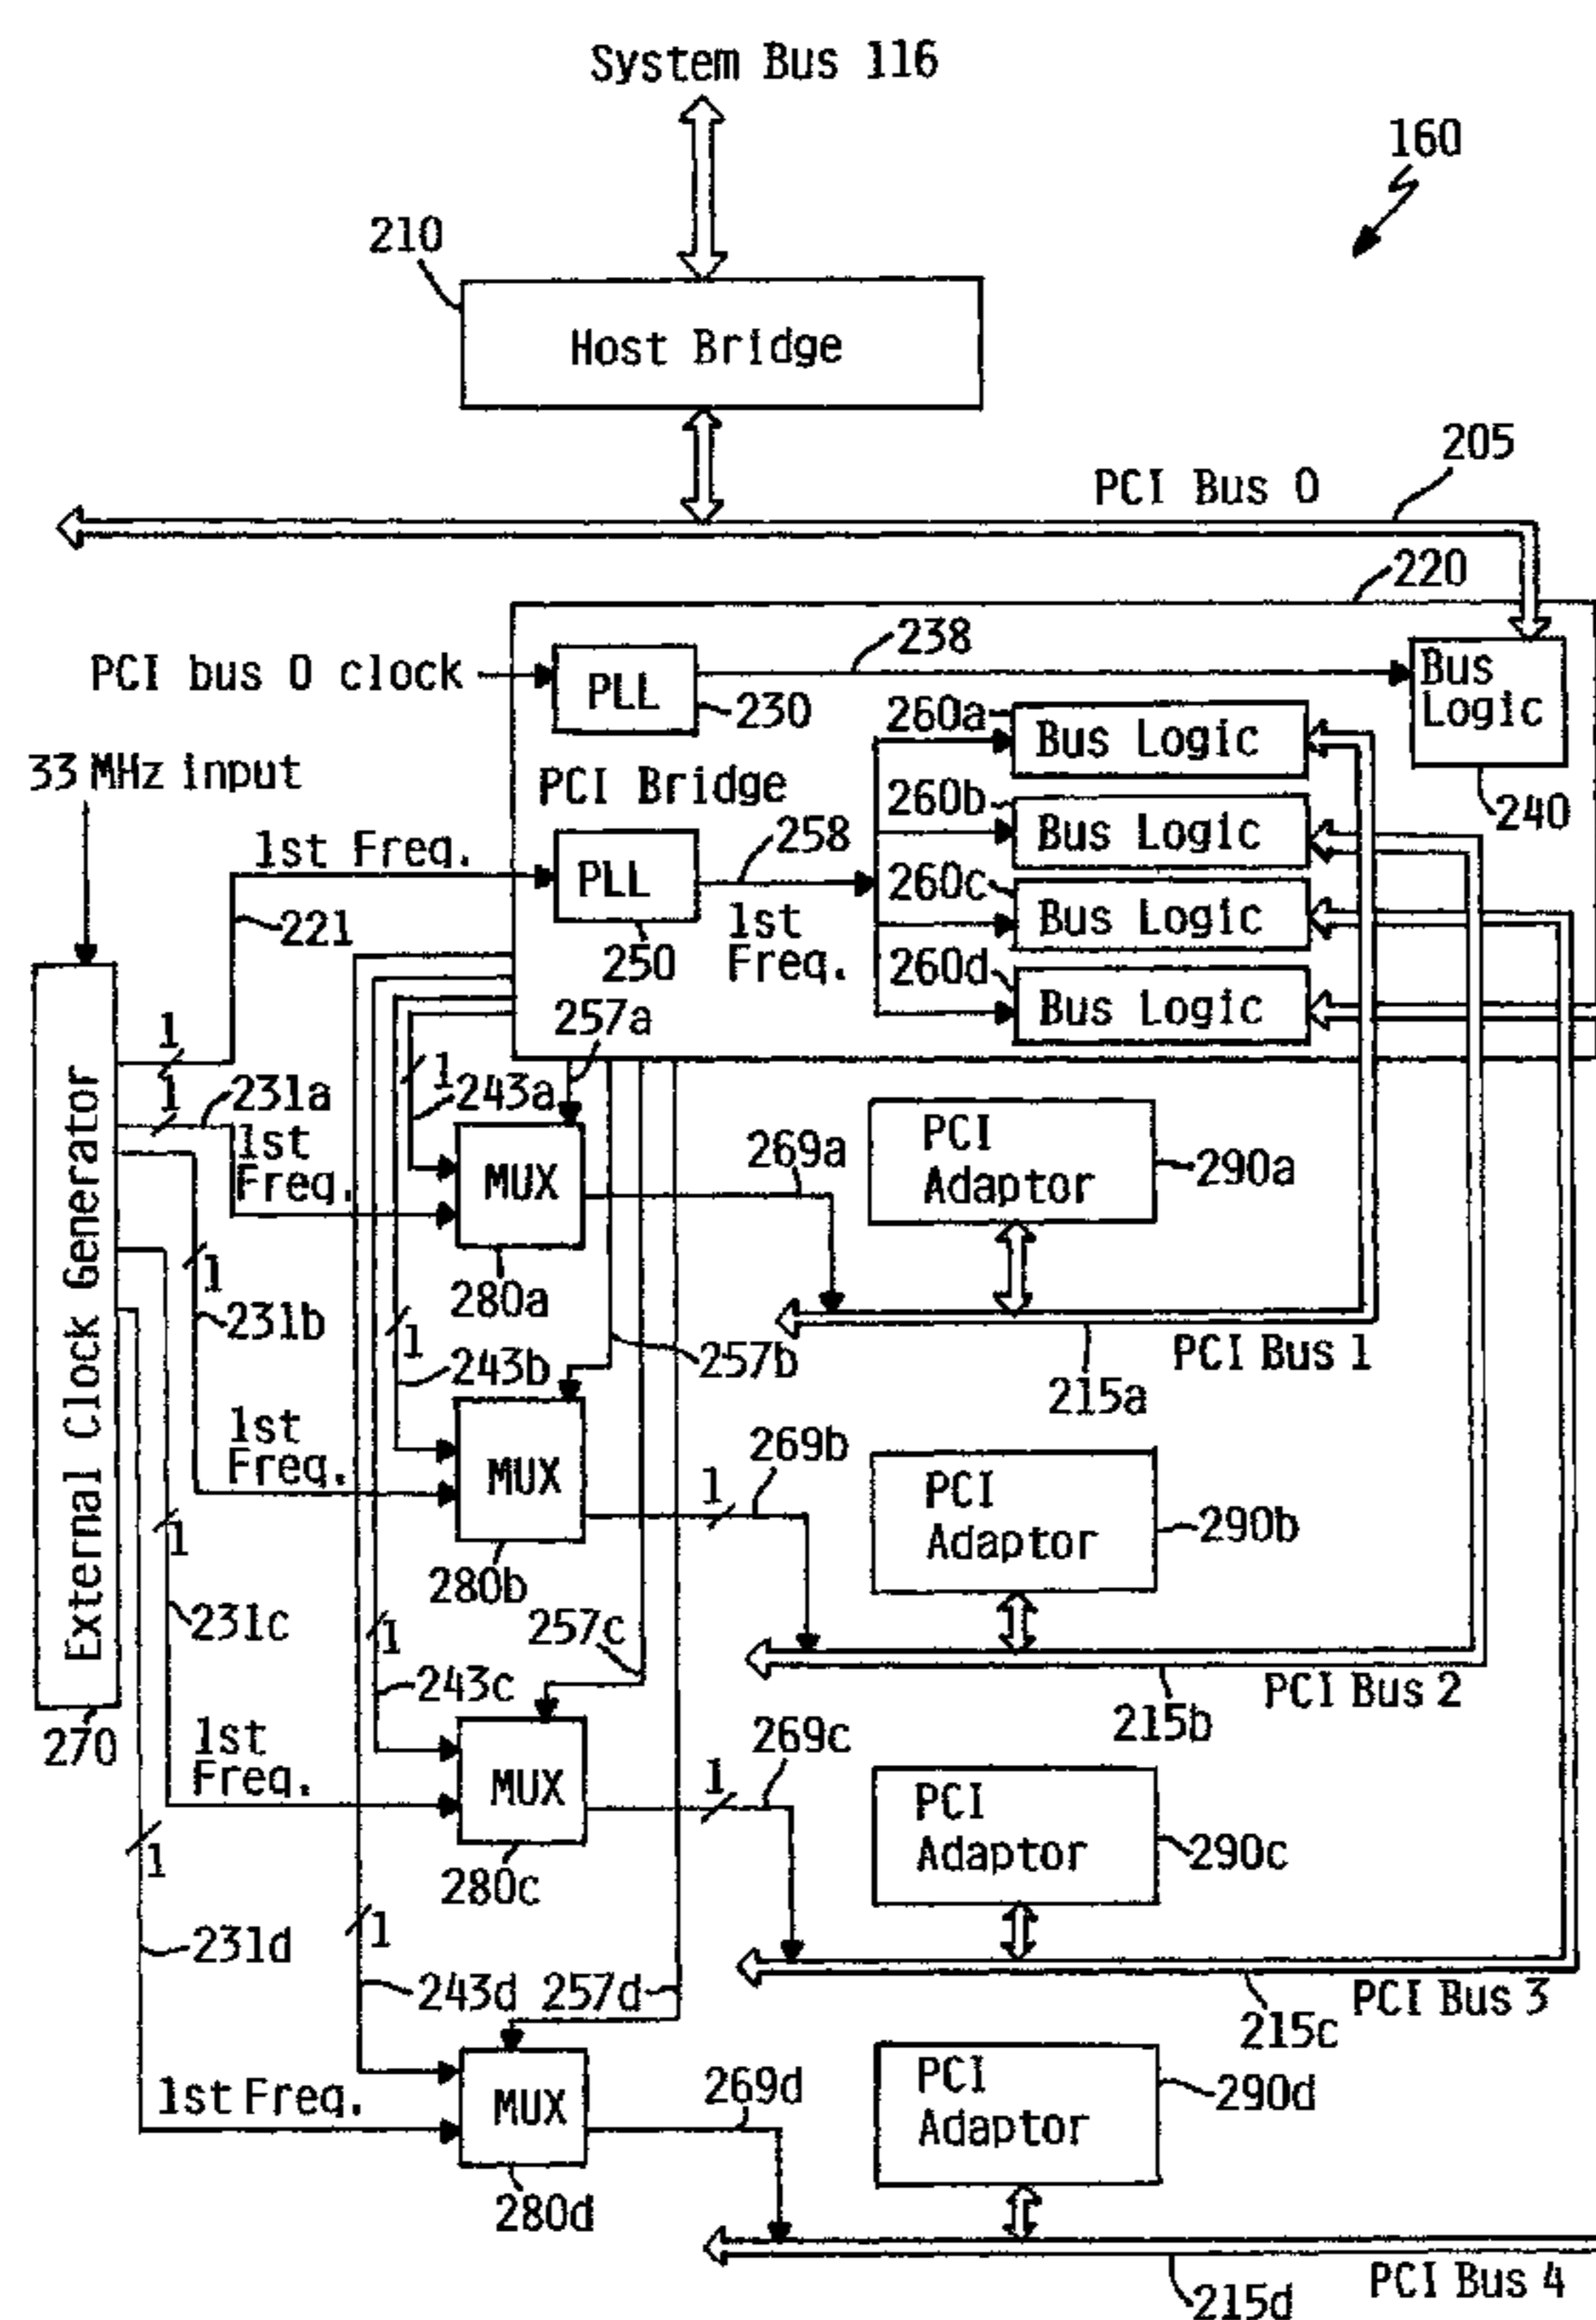 System Bus 116
160
210
Host Bridge
205
PCI Bus 0
220
238
PCI bus 0 clock
PLL
230
Bus
Logic
240
260a
Bus Logic
33 MHz input
PCI Bridge
260b
Bus Logic
1st Freq.
258
PLL
260c
Bus Logic
221
250
1st
Freq.
260d
Bus Logic
257a
1
1
1
243a
231a
1st
Freq.
MUX
269a
PCI
Adaptor
290a
External Clock Generator
1
280a
231b
1
257b
PCI Bus 1
243b
215a
1st
Freq.
MUX
269b
1
PCI
Adaptor
290b
1
280b
231c
1
257c
243c
PCI Bus 2
215b
270
1st
Freq.
MUX
269c
1
PCI
Adaptor
290c
1
280c
1
231d
243d
257d
PCI Bus 3
215c
1st Freq.
MUX
269d
PCI
Adaptor
290d
280d
PCI Bus 4
215d